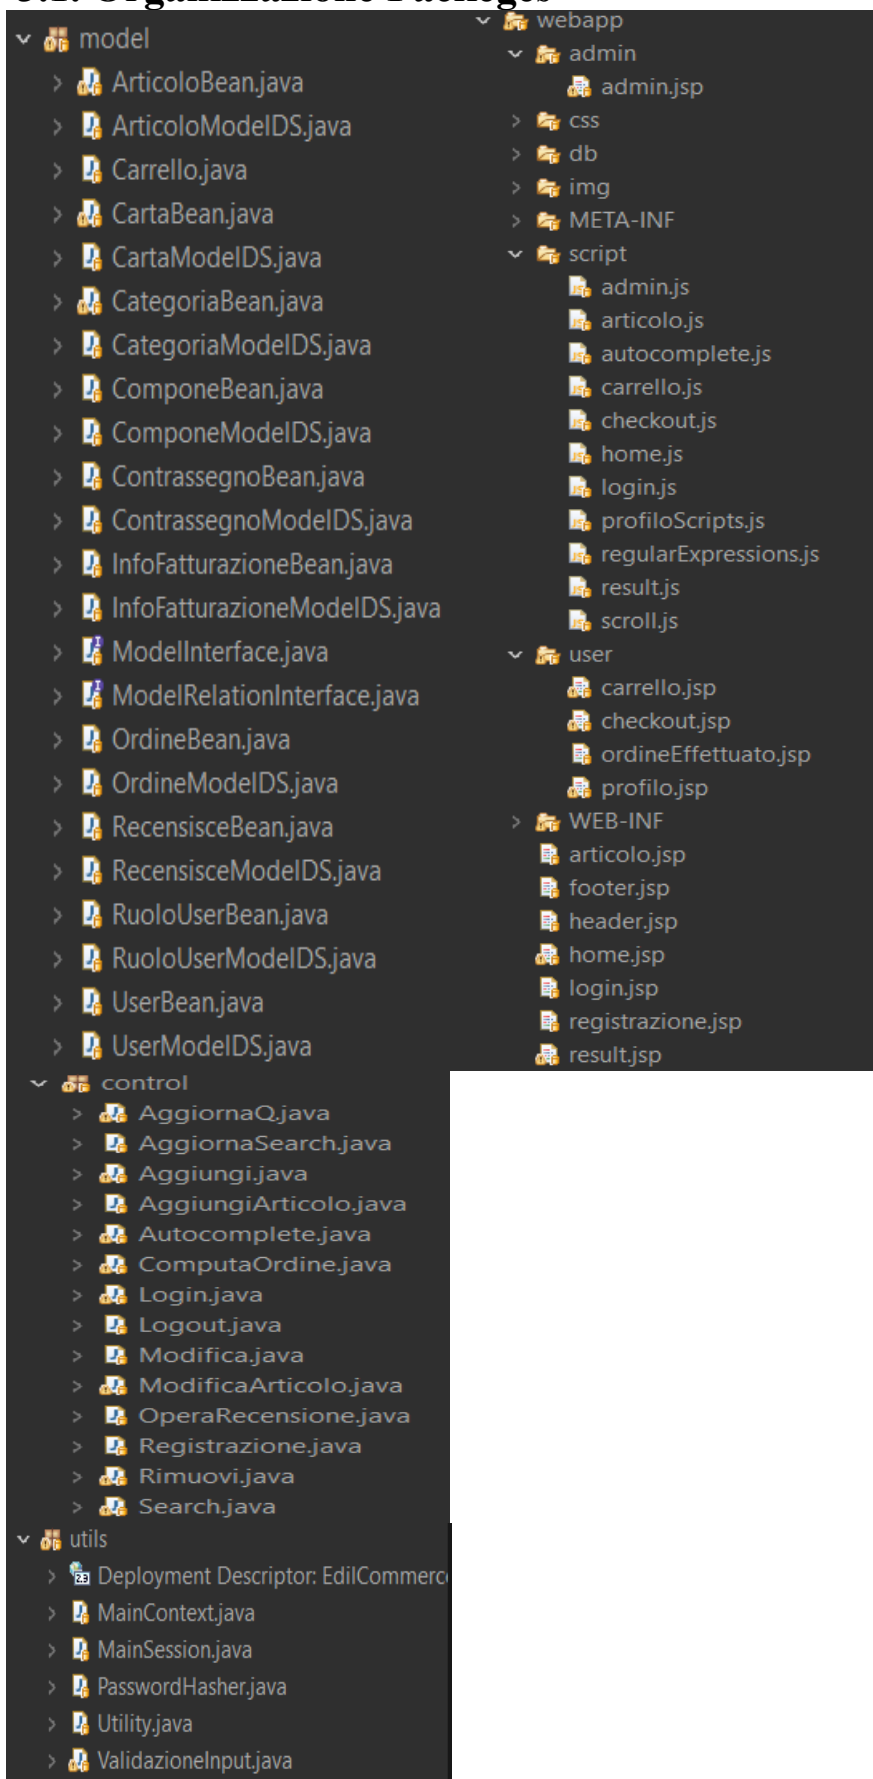 model
ArticoloBean.java
ArticoloModelDS.java
Carrello.java
CartaBean.java
CartaModelDS.java
CategoriaBean.java
CategoriaModelDS.java
ComponeBean.java
ComponeModelDS.java
ContrassegnoBean.java
ContrassegnoModelDS.java
InfoFatturazioneBean.java
InfoFatturazioneModelDS.java
ModelInterface.java
ModelRelationInterface.java
OrdineBean.java
OrdineModelDS.java
RecensisceBean.java
RecensisceModelDS.java
RuoloUserBean.java
RuoloUserModelDS.java
UserBean.java
UserModelDS.java
webapp
admin
admin.jsp
css
db
img
META-INF
script
admin.js
articolo.js
autocomplete.js
carrello.js
checkout.js
home.js
login.js
profiloScripts.js
regularExpressions.js
result.js
scroll.js
user
carrello.jsp
checkout.jsp
ordineEffettuato.jsp
profilo.jsp
WEB-INF
articolo.jsp
footer.jsp
header.jsp
home.jsp
login.jsp
registrazione.jsp
result.jsp
control
AggiornaQ.java
AggiornaSearch.java
Aggiungi.java
AggiungiArticolo.java
Autocomplete.java
ComputaOrdine.java
Login.java
Logout.java
Modifica.java
ModificaArticolo.java
OperaRecensione.java
Registrazione.java
Rimuovi.java
Search.java
utils
Deployment Descriptor: EdilCommerc
MainContext.java
MainSession.java
PasswordHasher.java
Utility.java
ValidazioneInput.java